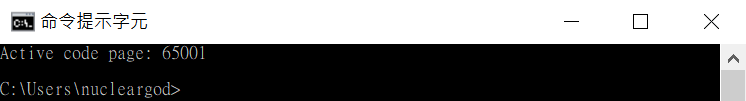 命令提示字元
Active code page: 65001
C:\Users\nucleargod>